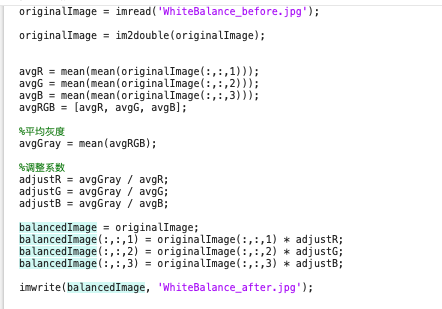 originalImage = imread('WhiteBalance_before.jpg');
originalImage = im2double(originalImage);
avgR = mean(mean(originalImage(:,:,1)));
avgG = mean(mean(originalImage(:,:,2)));
avgB = mean(mean(originalImage(:,:,3)));
avgRGB = [avgR, avgG, avgB];
%平均灰度
avgGray = mean(avgRGB);
%调整系数
adjustR = avgGray / avgR;
adjustG = avgGray / avgG;
adjustB = avgGray / avgB;
balancedImage = originalImage;
balancedImage(:,:,1) = originalImage(:,:,1) * adjustR;
balancedImage(:,:,2) = originalImage(:,:,2) * adjustG;
balancedImage(:,:,3) = originalImage(:,:,3) * adjustB;
imwrite(balancedImage, 'WhiteBalance_after.jpg');